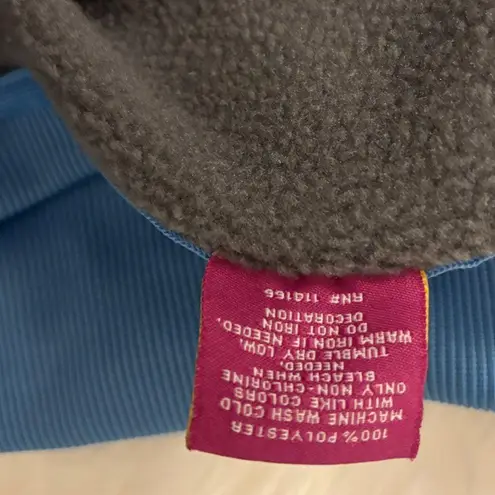 100% POLYESTER
MACHINE WASH COLD
WITH LIKE COLORS
ONLY NON-CHLORINE
BLEACH WHEN
NEEDED,
TUMBLE DRY LOW,
WARM IRON IF NEEDED,
DO NOT IRON
DECORATION
RN# 114166